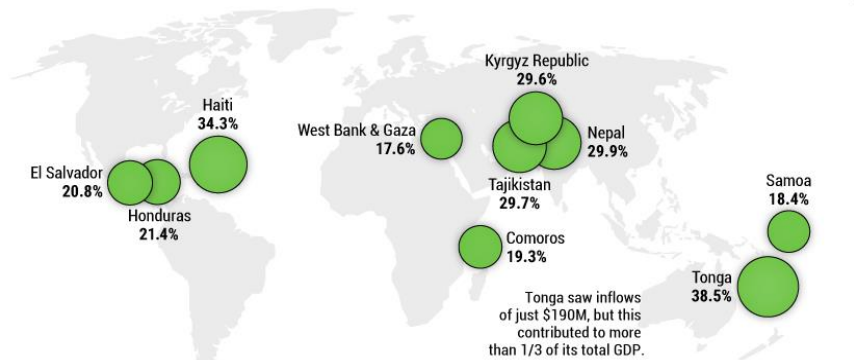 Kyrgyz Republic
29.6%
Haiti
34.3%
West Bank & Gaza
17.6%
Nepal
29.9%
El Salvador
20.8%
Tajikistan
29.7%
Samoa
18.4%
Honduras
21.4%
Comoros
19.3%
Tonga
38.5%
Tonga saw inflows
of just $190M, but this
contributed to more
than 1/3 of its total GDP.